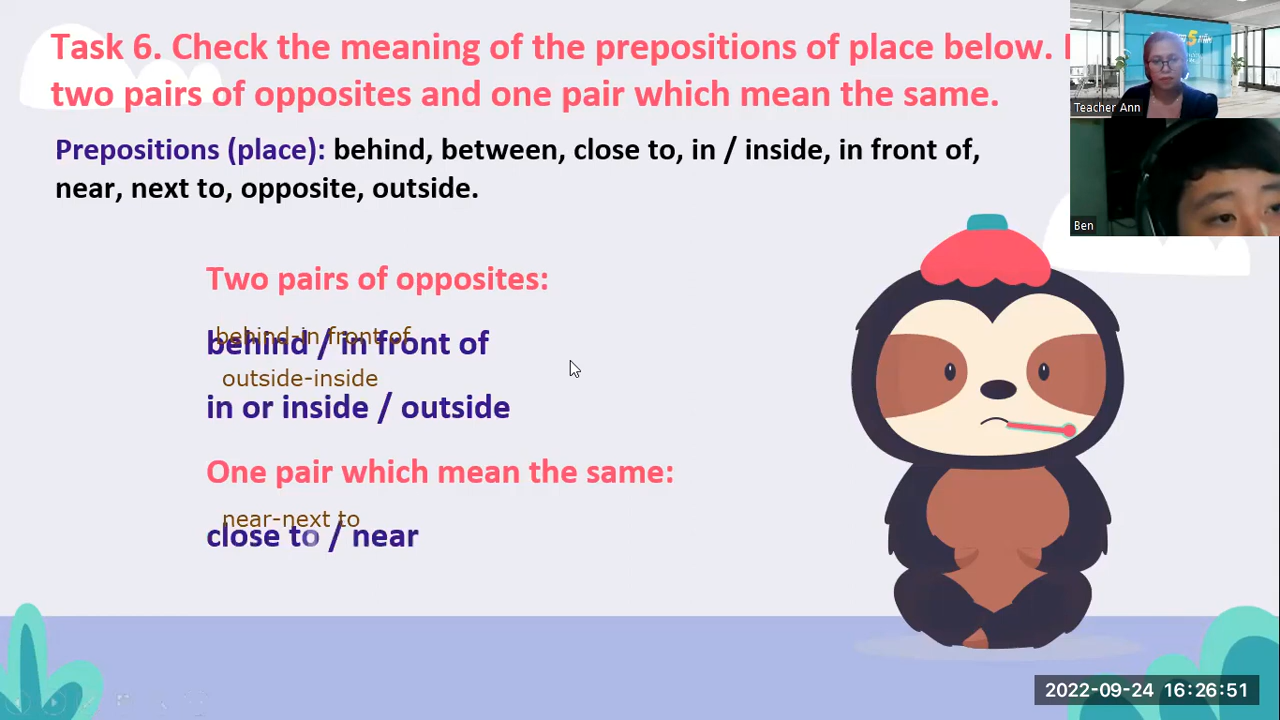 Task 6. Check the meaning of the prepositions of place below.
two pairs of opposites and one pair which mean the same.
Teacher Ann
Prepositions (place): behind, between, close to, in / inside, in front of,
near, next to, opposite, outside.
Ben
Two pairs of opposites:
behind-in front of
behind / in front of
outside-inside
in or inside / outside
One pair which mean the same:
near-next to
close to / near
2022-09-24 16:26:51